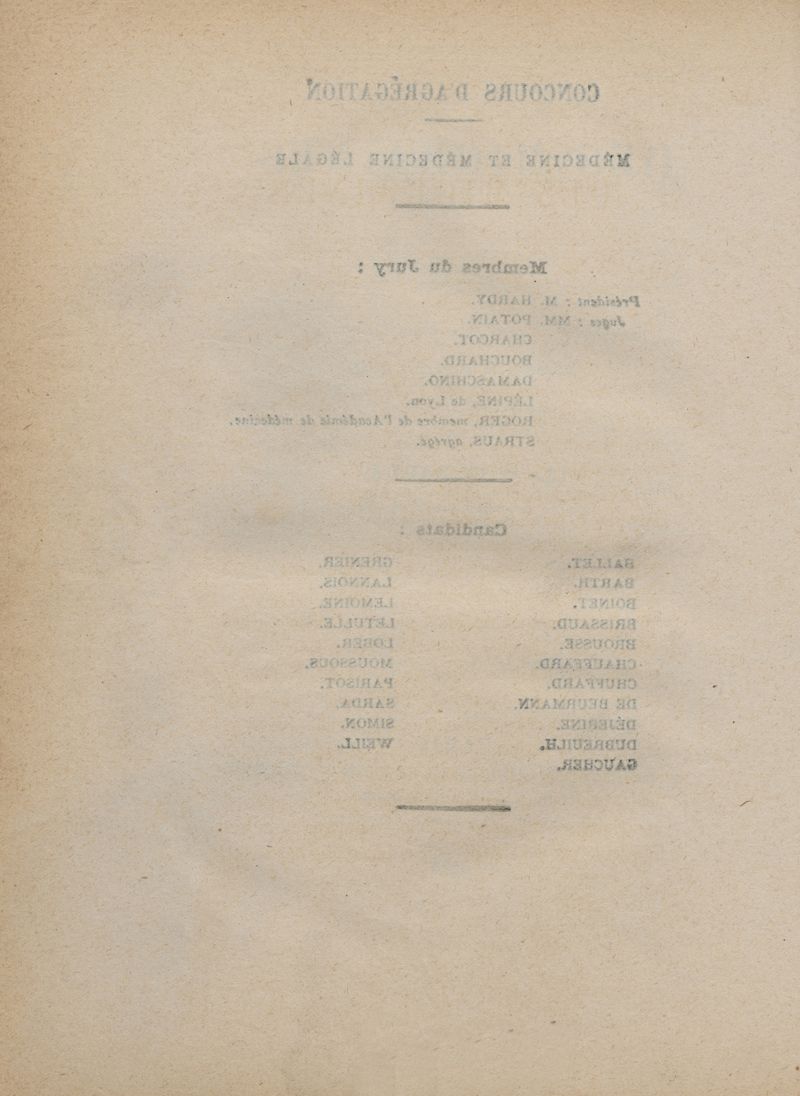 CONCOURS D'AGRÉGATION
MÉDECINE ET MÉDECINE LÉGALE
Membres du Jury :
Président : M. HARDY.
Juges : MM. POTAIN.
CHARCOT.
BOUCHARD.
DAMASCHINO.
LÉPINE, de Lyon.
ROGER, membre de l'Académie de médecine.
STRAUS, agrégé.
Candidats :
BALLET.
BARTH.
BOINET.
BRISSAUD.
BROUSSE.
CHAUFFARD.
CHUFFARD.
DE BEURMANN.
DÉJERINE.
DUBREUILH.
GAUCHER.
GRENIER.
LANNOIS.
LEMOINE.
LETULLE.
LOBER.
MOUSSOUS.
PARISOT.
SARDA.
SIMON.
WEILL.